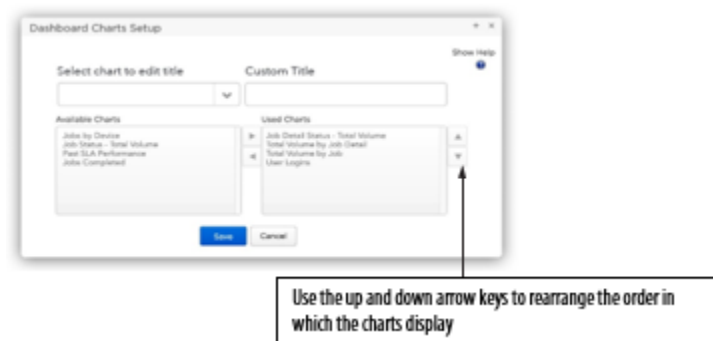 Dashboard Charts Setup
Show Help
Select chart to edit title
Custom Title
Available Charts
Used Charts
Jobs by Device
Job Status - Total Volume
Past SLA Performance
Jobs Completed
Job Detail Status - Total Volume
Total Volume by Job Detail
Total Volume by Job
User Logins
Save
Cancel
Use the up and down arrow keys to rearrange the order in
which the charts display